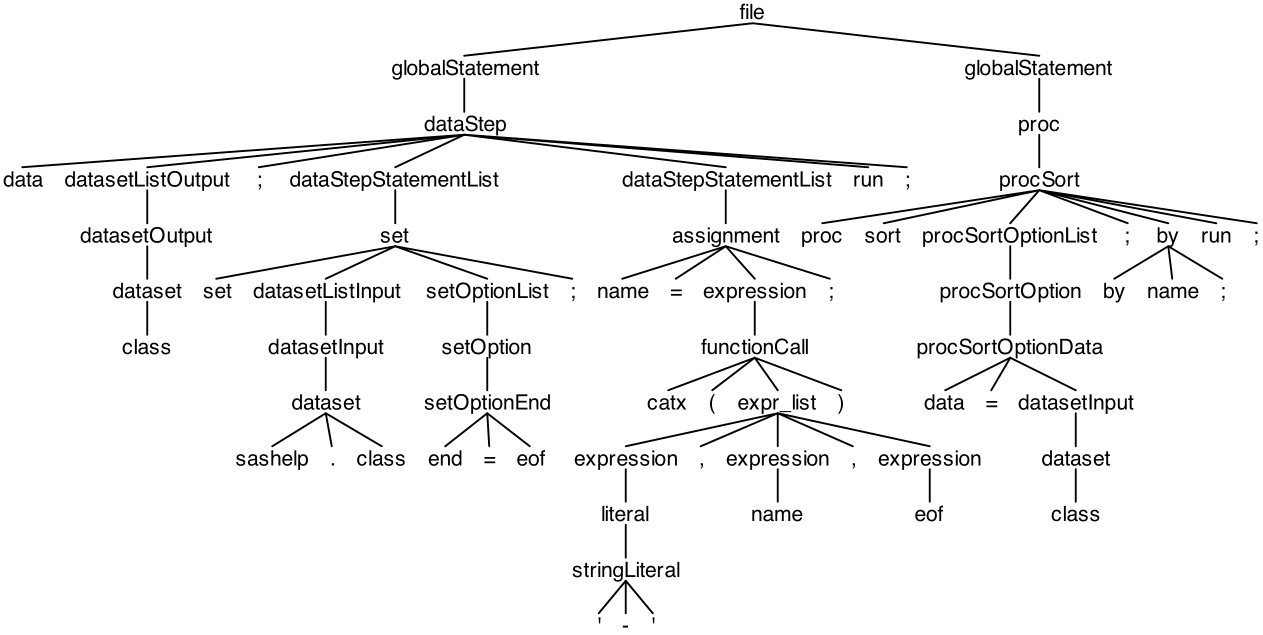 file
globalStatement globalStatement
dataStep proc
data datasetListOutput ; dataStepStatementList dataStepStatementList run ; procSort
datasetOutput set assignment proc sort procSortOptionList ; by run ;
dataset set datasetListInput setOptionList ; name = expression ; procSortOption by name ;
class datasetInput setOption functionCall procSortOptionData
dataset setOptionEnd catx ( expr_list ) data = datasetInput
sashelp . class end = eof expression , expression , expression dataset
literal name eof class
stringLiteral
' - '